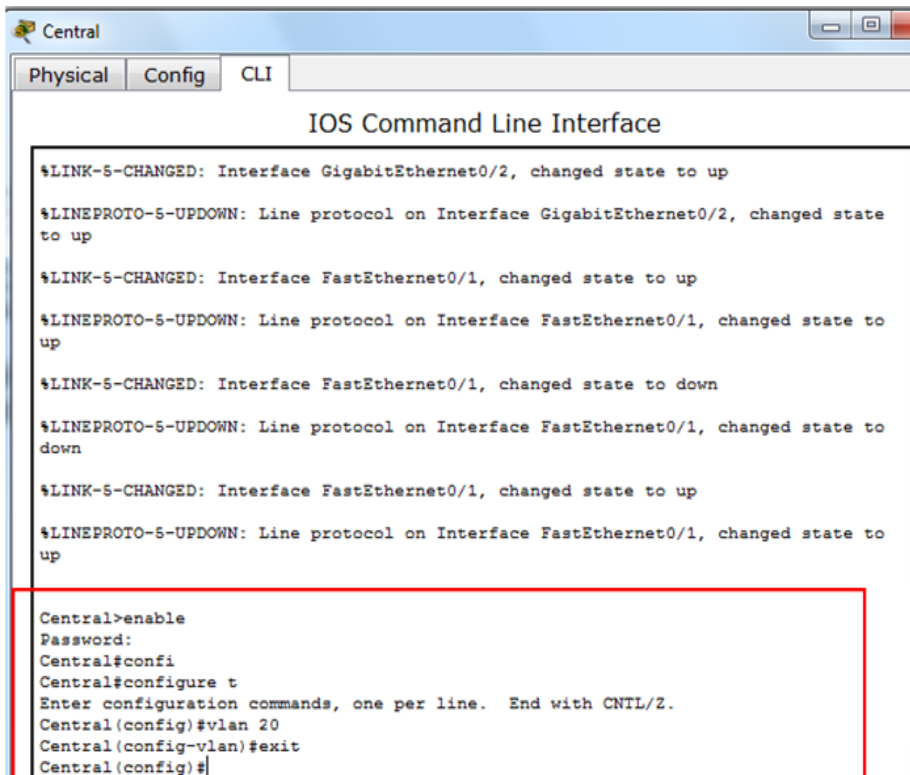 Central
Physical Config CLI
IOS Command Line Interface
%LINK-5-CHANGED: Interface GigabitEthernet0/2, changed state to up
%LINEPROTO-5-UPDOWN: Line protocol on Interface GigabitEthernet0/2, changed state
to up
%LINK-5-CHANGED: Interface FastEthernet0/1, changed state to up
%LINEPROTO-5-UPDOWN: Line protocol on Interface FastEthernet0/1, changed state to
up
%LINK-5-CHANGED: Interface FastEthernet0/1, changed state to down
%LINEPROTO-5-UPDOWN: Line protocol on Interface FastEthernet0/1, changed state to
down
%LINK-5-CHANGED: Interface FastEthernet0/1, changed state to up
%LINEPROTO-5-UPDOWN: Line protocol on Interface FastEthernet0/1, changed state to
up
Central>enable
Password:
Central#confi
Central#configure t
Enter configuration commands, one per line.  End with CNTL/Z.
Central(config)#vlan 20
Central(config-vlan)#exit
Central(config)#